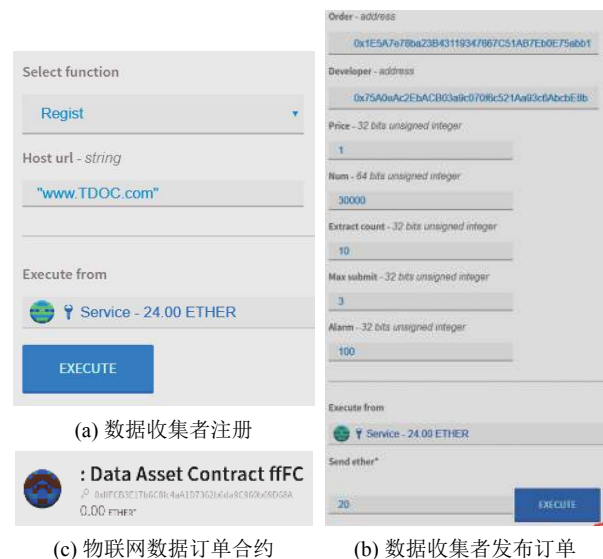 Select function
Regist
Host url - string
"www.TDOC.com"
Execute from
Service - 24.00 ETHER
EXECUTE
(a) 数据收集者注册
: Data Asset Contract ffFC
0.00 ETHER*
(c) 物联网数据订单合约
Order - address
Developer - address
Price - 32 bits unsigned integer
1
Num - 64 bits unsigned integer
30000
Extract count - 32 bits unsigned integer
10
Max submit - 32 bits unsigned integer
3
Alarm - 32 bits unsigned integer
100
Execute from
Service - 24.00 ETHER
Send ether*
20
EXECUTE
(b) 数据收集者发布订单